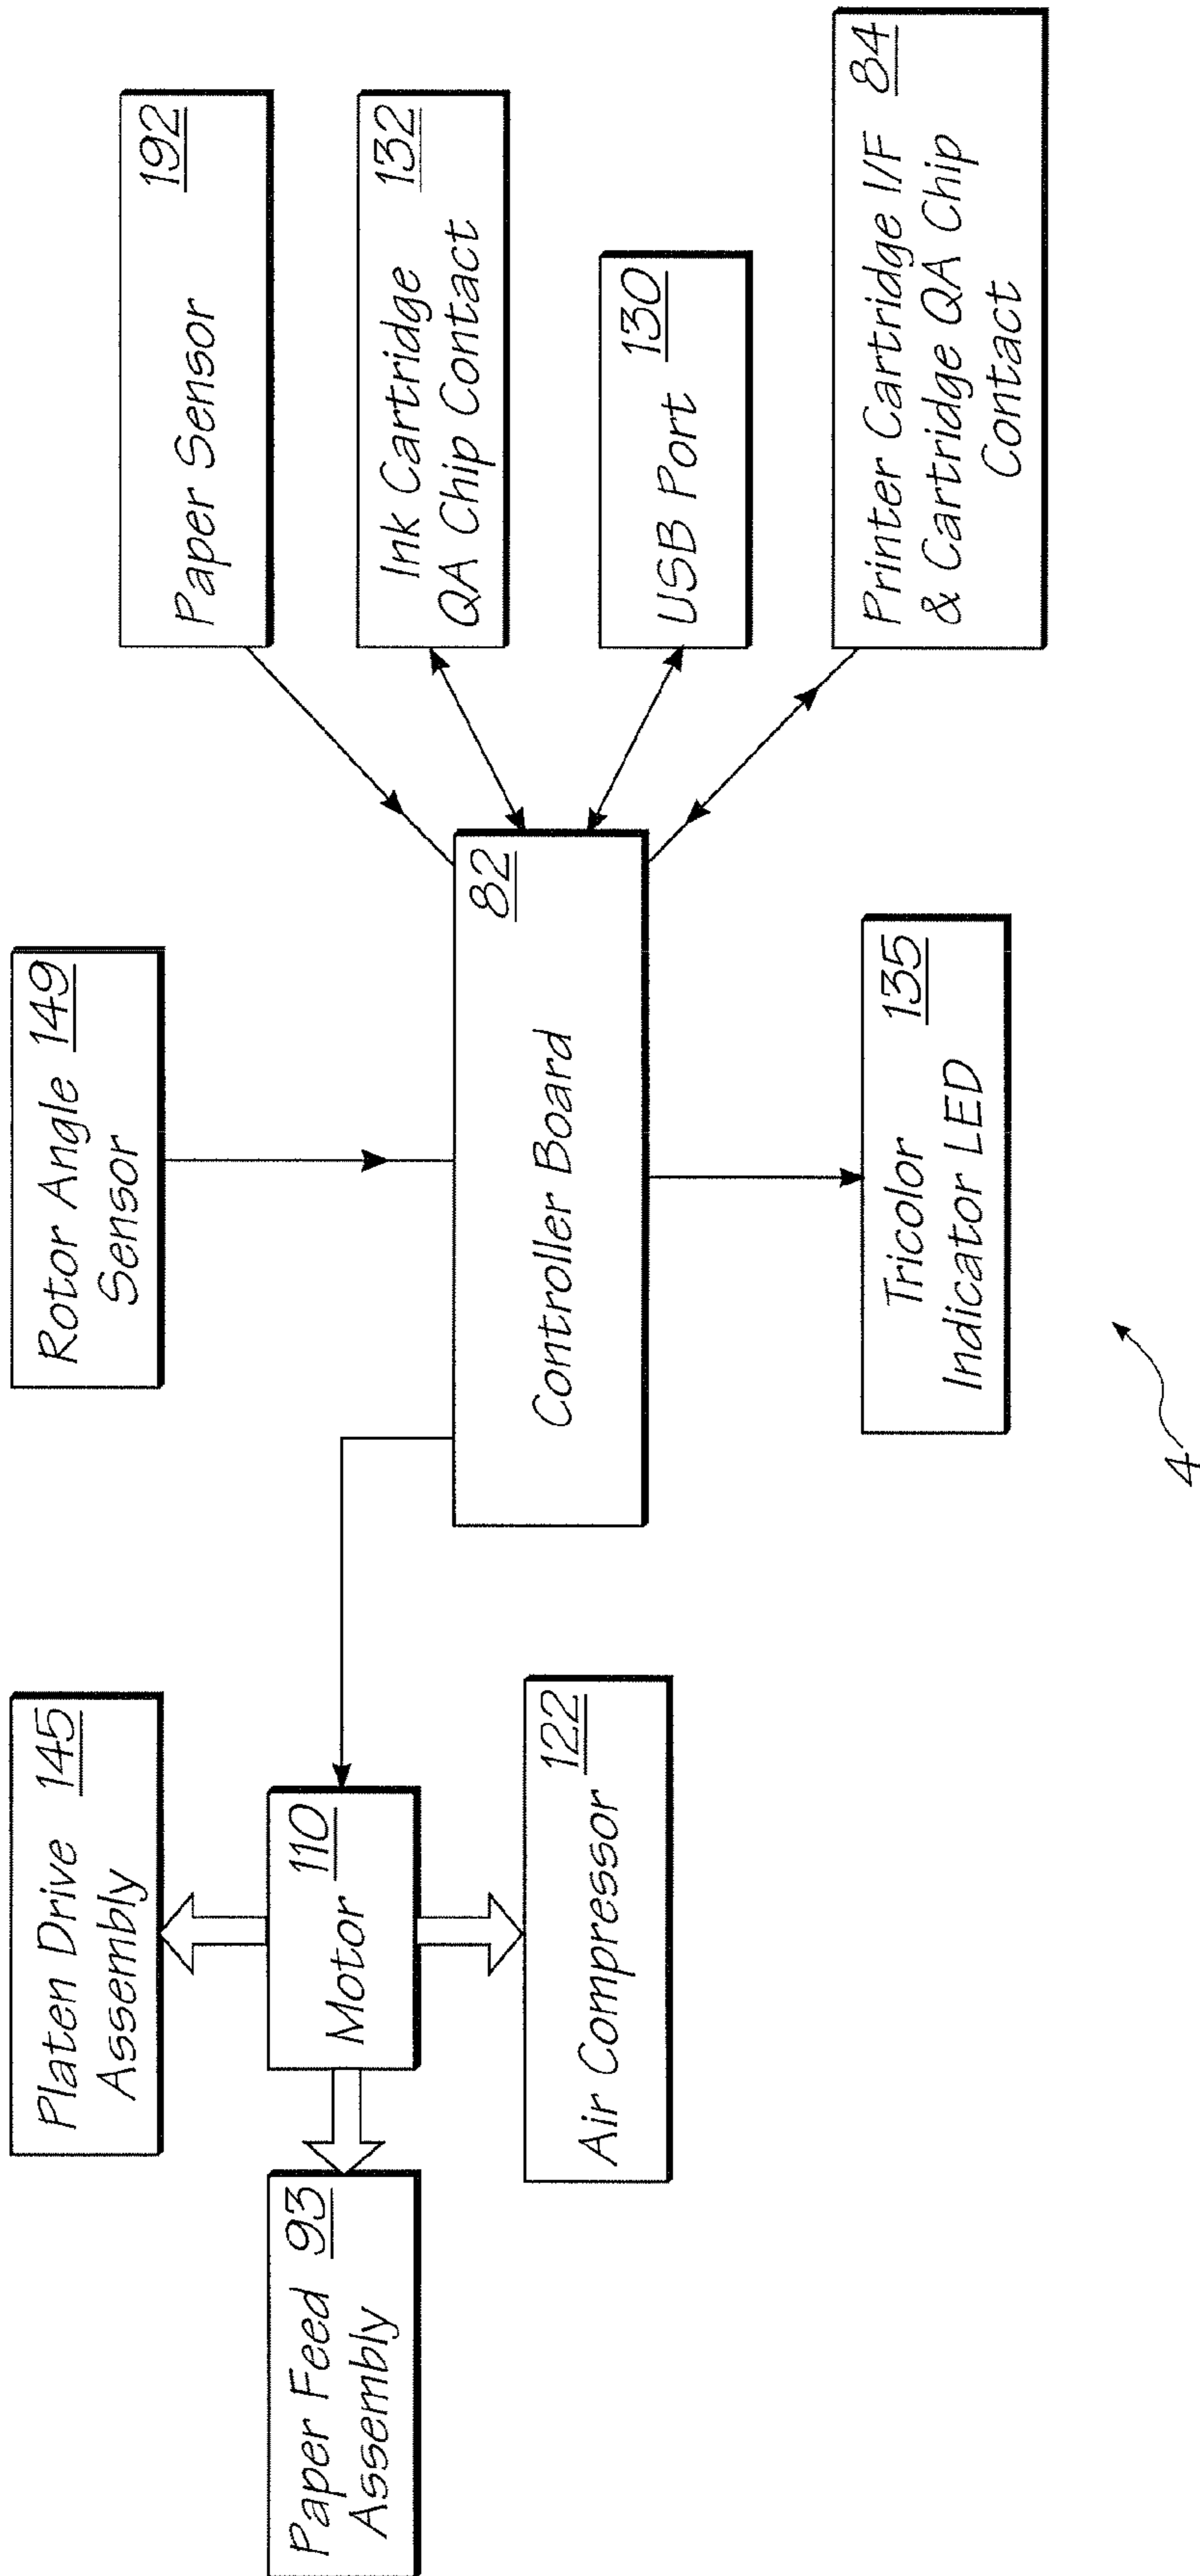 Platen Drive 145
Assembly
Rotor Angle 149
Sensor
Paper Sensor 192
Paper Feed 93
Assembly
110
Motor
Ink Cartridge 132
QA Chip Contact
82
Controller Board
Air Compressor 122
USB Port 130
Tricolor 135
Indicator LED
Printer Cartridge I/F 84
& Cartridge QA Chip
Contact
4